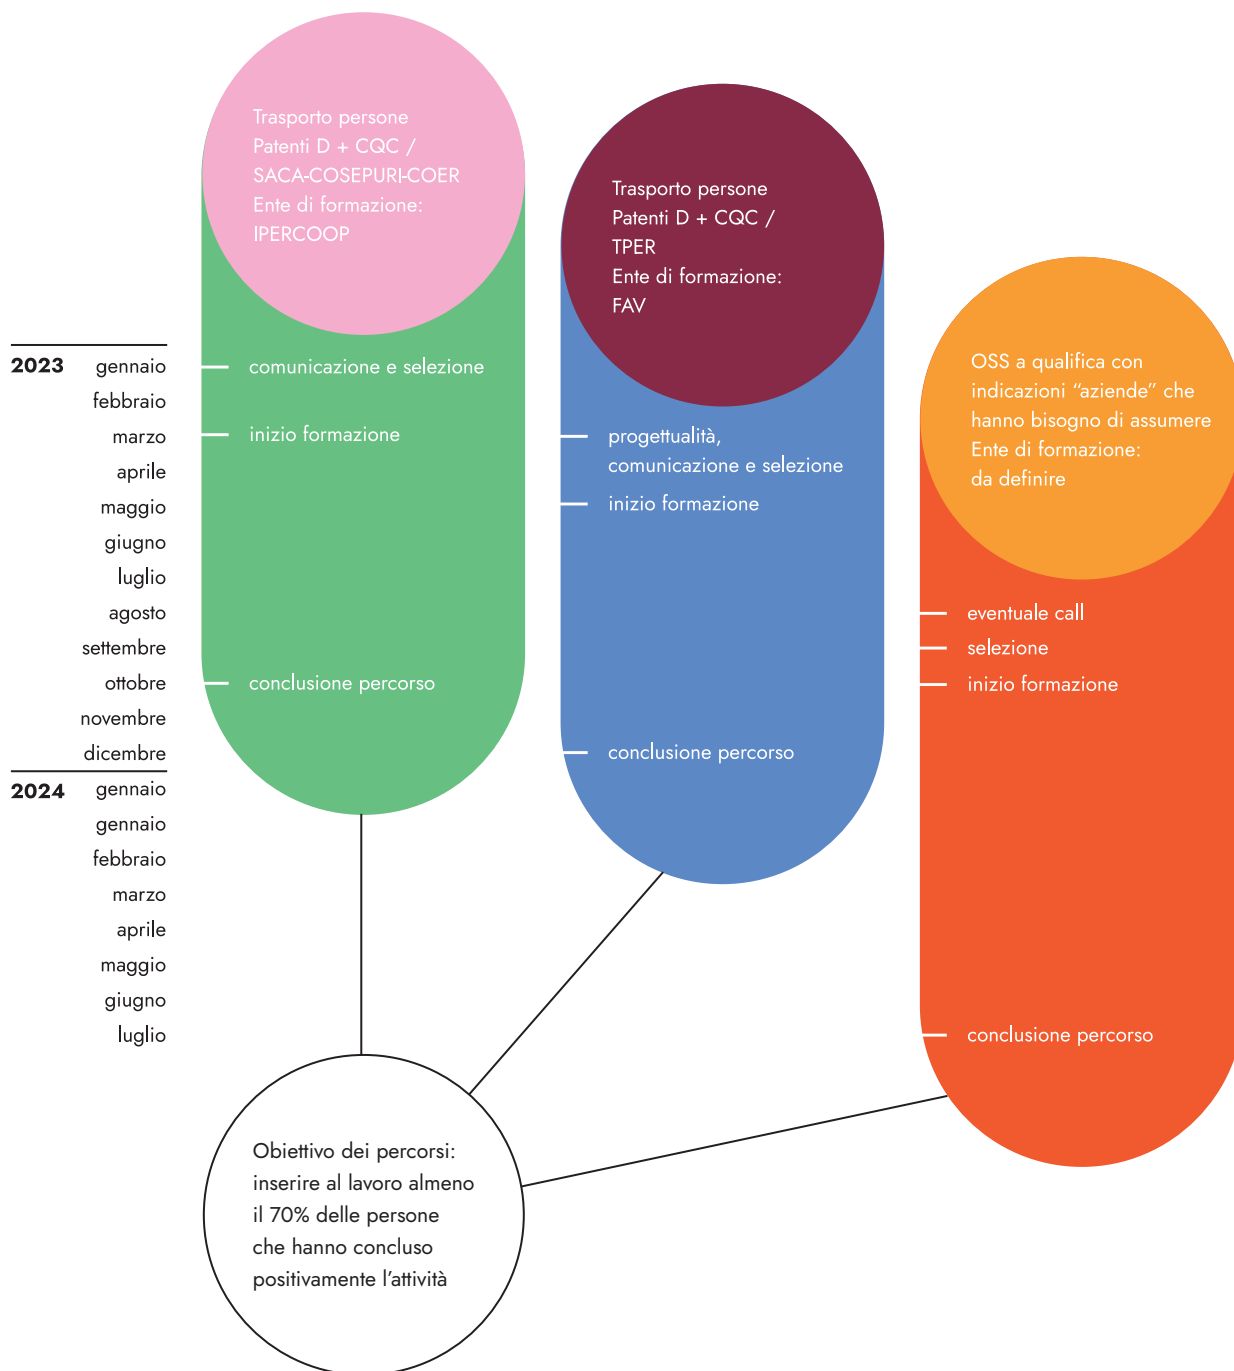 Trasporto persone
Patenti D + CQC /
SACA-COSEPURI-COER
Ente di formazione:
IPERCOOP
Trasporto persone
Patenti D + CQC /
TPER
Ente di formazione:
FAV
OSS a qualifica con
indicazioni “aziende” che
hanno bisogno di assumere
Ente di formazione:
da definire
2023 gennaio
febbraio
marzo
aprile
maggio
giugno
luglio
agosto
settembre
ottobre
novembre
dicembre
2024 gennaio
gennaio
febbraio
marzo
aprile
maggio
giugno
luglio
comunicazione e selezione
inizio formazione
conclusione percorso
progettualità,
comunicazione e selezione
inizio formazione
conclusione percorso
eventuale call
selezione
inizio formazione
conclusione percorso
Obiettivo dei percorsi:
inserire al lavoro almeno
il 70% delle persone
che hanno concluso
positivamente l’attività